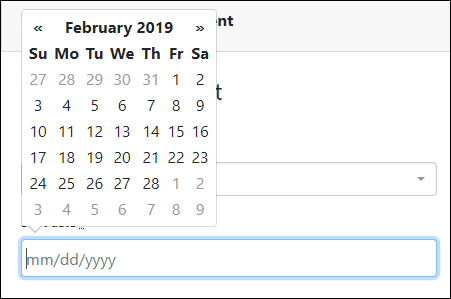 « February 2019 »
Su Mo Tu We Th Fr Sa
27 28 29 30 31 1 2
3 4 5 6 7 8 9
10 11 12 13 14 15 16
17 18 19 20 21 22 23
24 25 26 27 28 1 2
3 4 5 6 7 8 9
mm/dd/yyyy